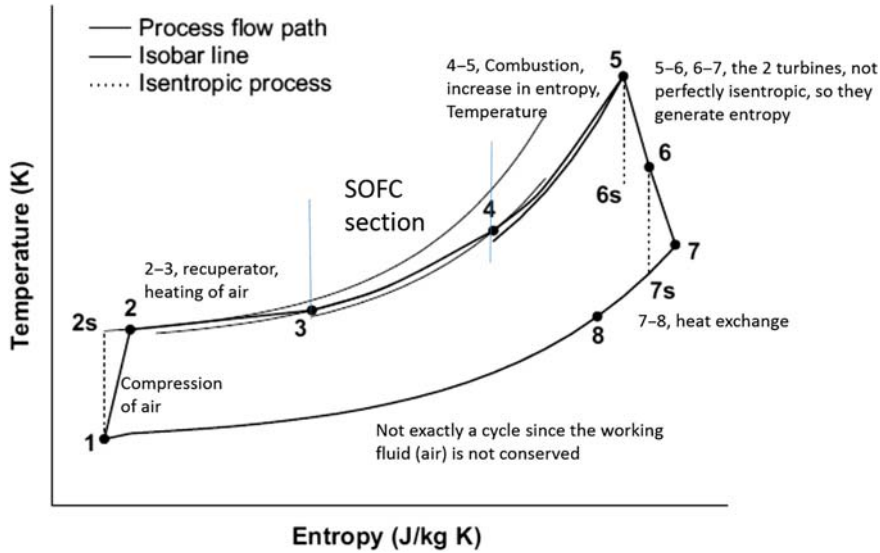 Process flow path
Isobar line
Isentropic process
4–5, Combustion,
increase in entropy,
Temperature
5
5–6, 6–7, the 2 turbines, not
perfectly isentropic, so they
generate entropy
6
6s
SOFC
section
4
7
2–3, recuperator,
heating of air
2s
2
3
7s
8
7–8, heat exchange
Compression
of air
1
Not exactly a cycle since the working
fluid (air) is not conserved
Temperature (K)
Entropy (J/kg K)